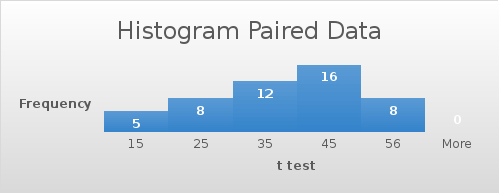 Histogram Paired Data
16
12
8 8
5 0
Frequency
15 25 35 45 56 More
t test